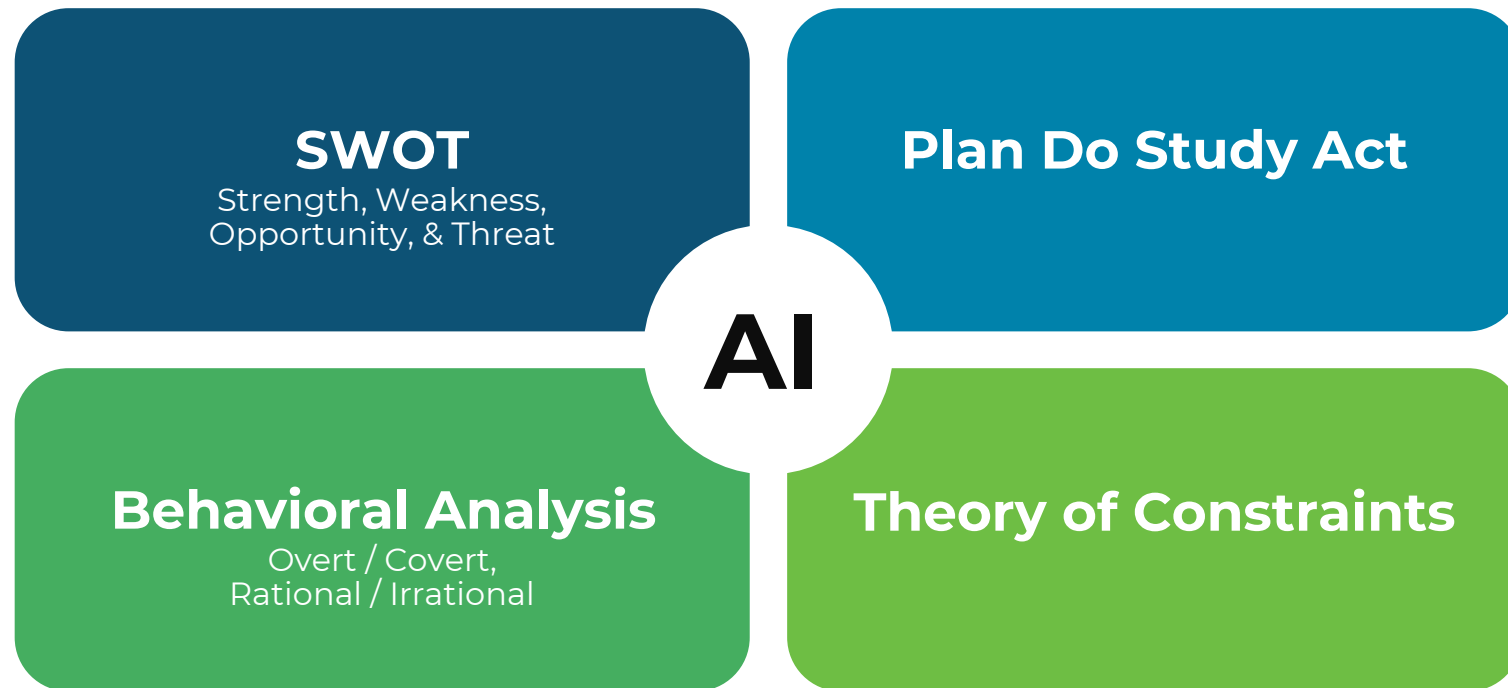 SWOT
Strength, Weakness,
Opportunity, & Threat
Plan Do Study Act
AI
Behavioral Analysis
Overt / Covert,
Rational / Irrational
Theory of Constraints